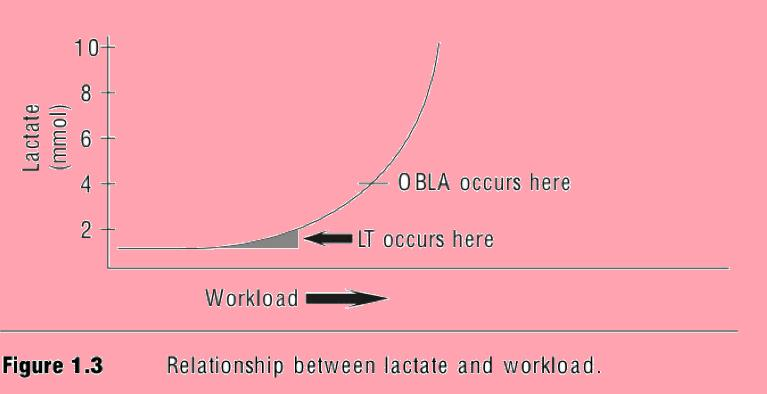 10
8
6
4
2
Lactate
(mmol)
OBLA occurs here
LT occurs here
Workload
Figure 1.3 Relationship between lactate and workload.